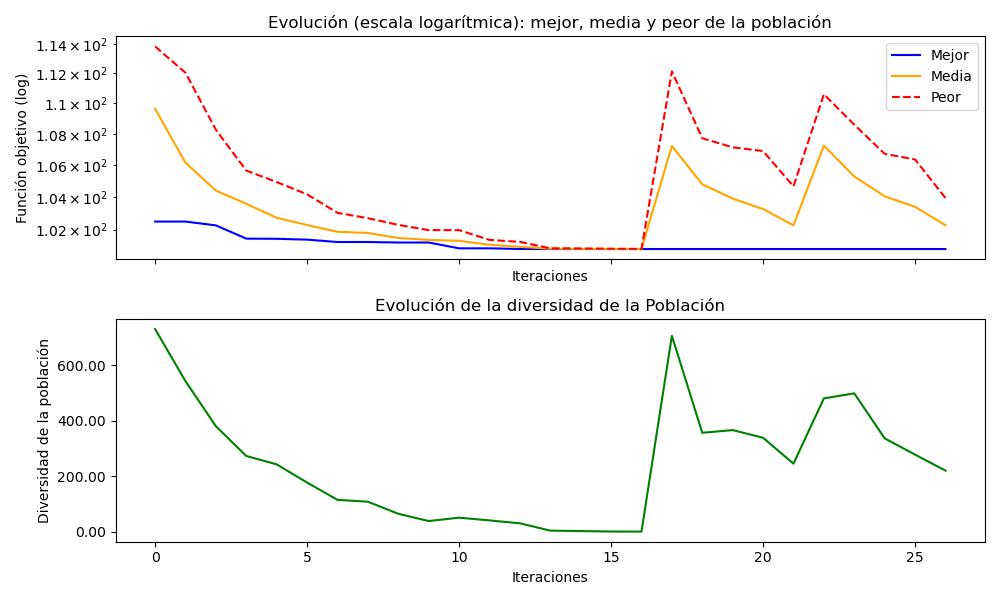 Evolución (escala logarítmica): mejor, media y peor de la población
1.14 × 10²
1.12 × 10²
1.1 × 10²
1.08 × 10²
1.06 × 10²
1.04 × 10²
1.02 × 10²
Función objetivo (log)
Mejor
Media
Peor
Iteraciones
Evolución de la diversidad de la Población
600.00
400.00
200.00
0.00
Diversidad de la población
0 5 10 15 20 25
Iteraciones